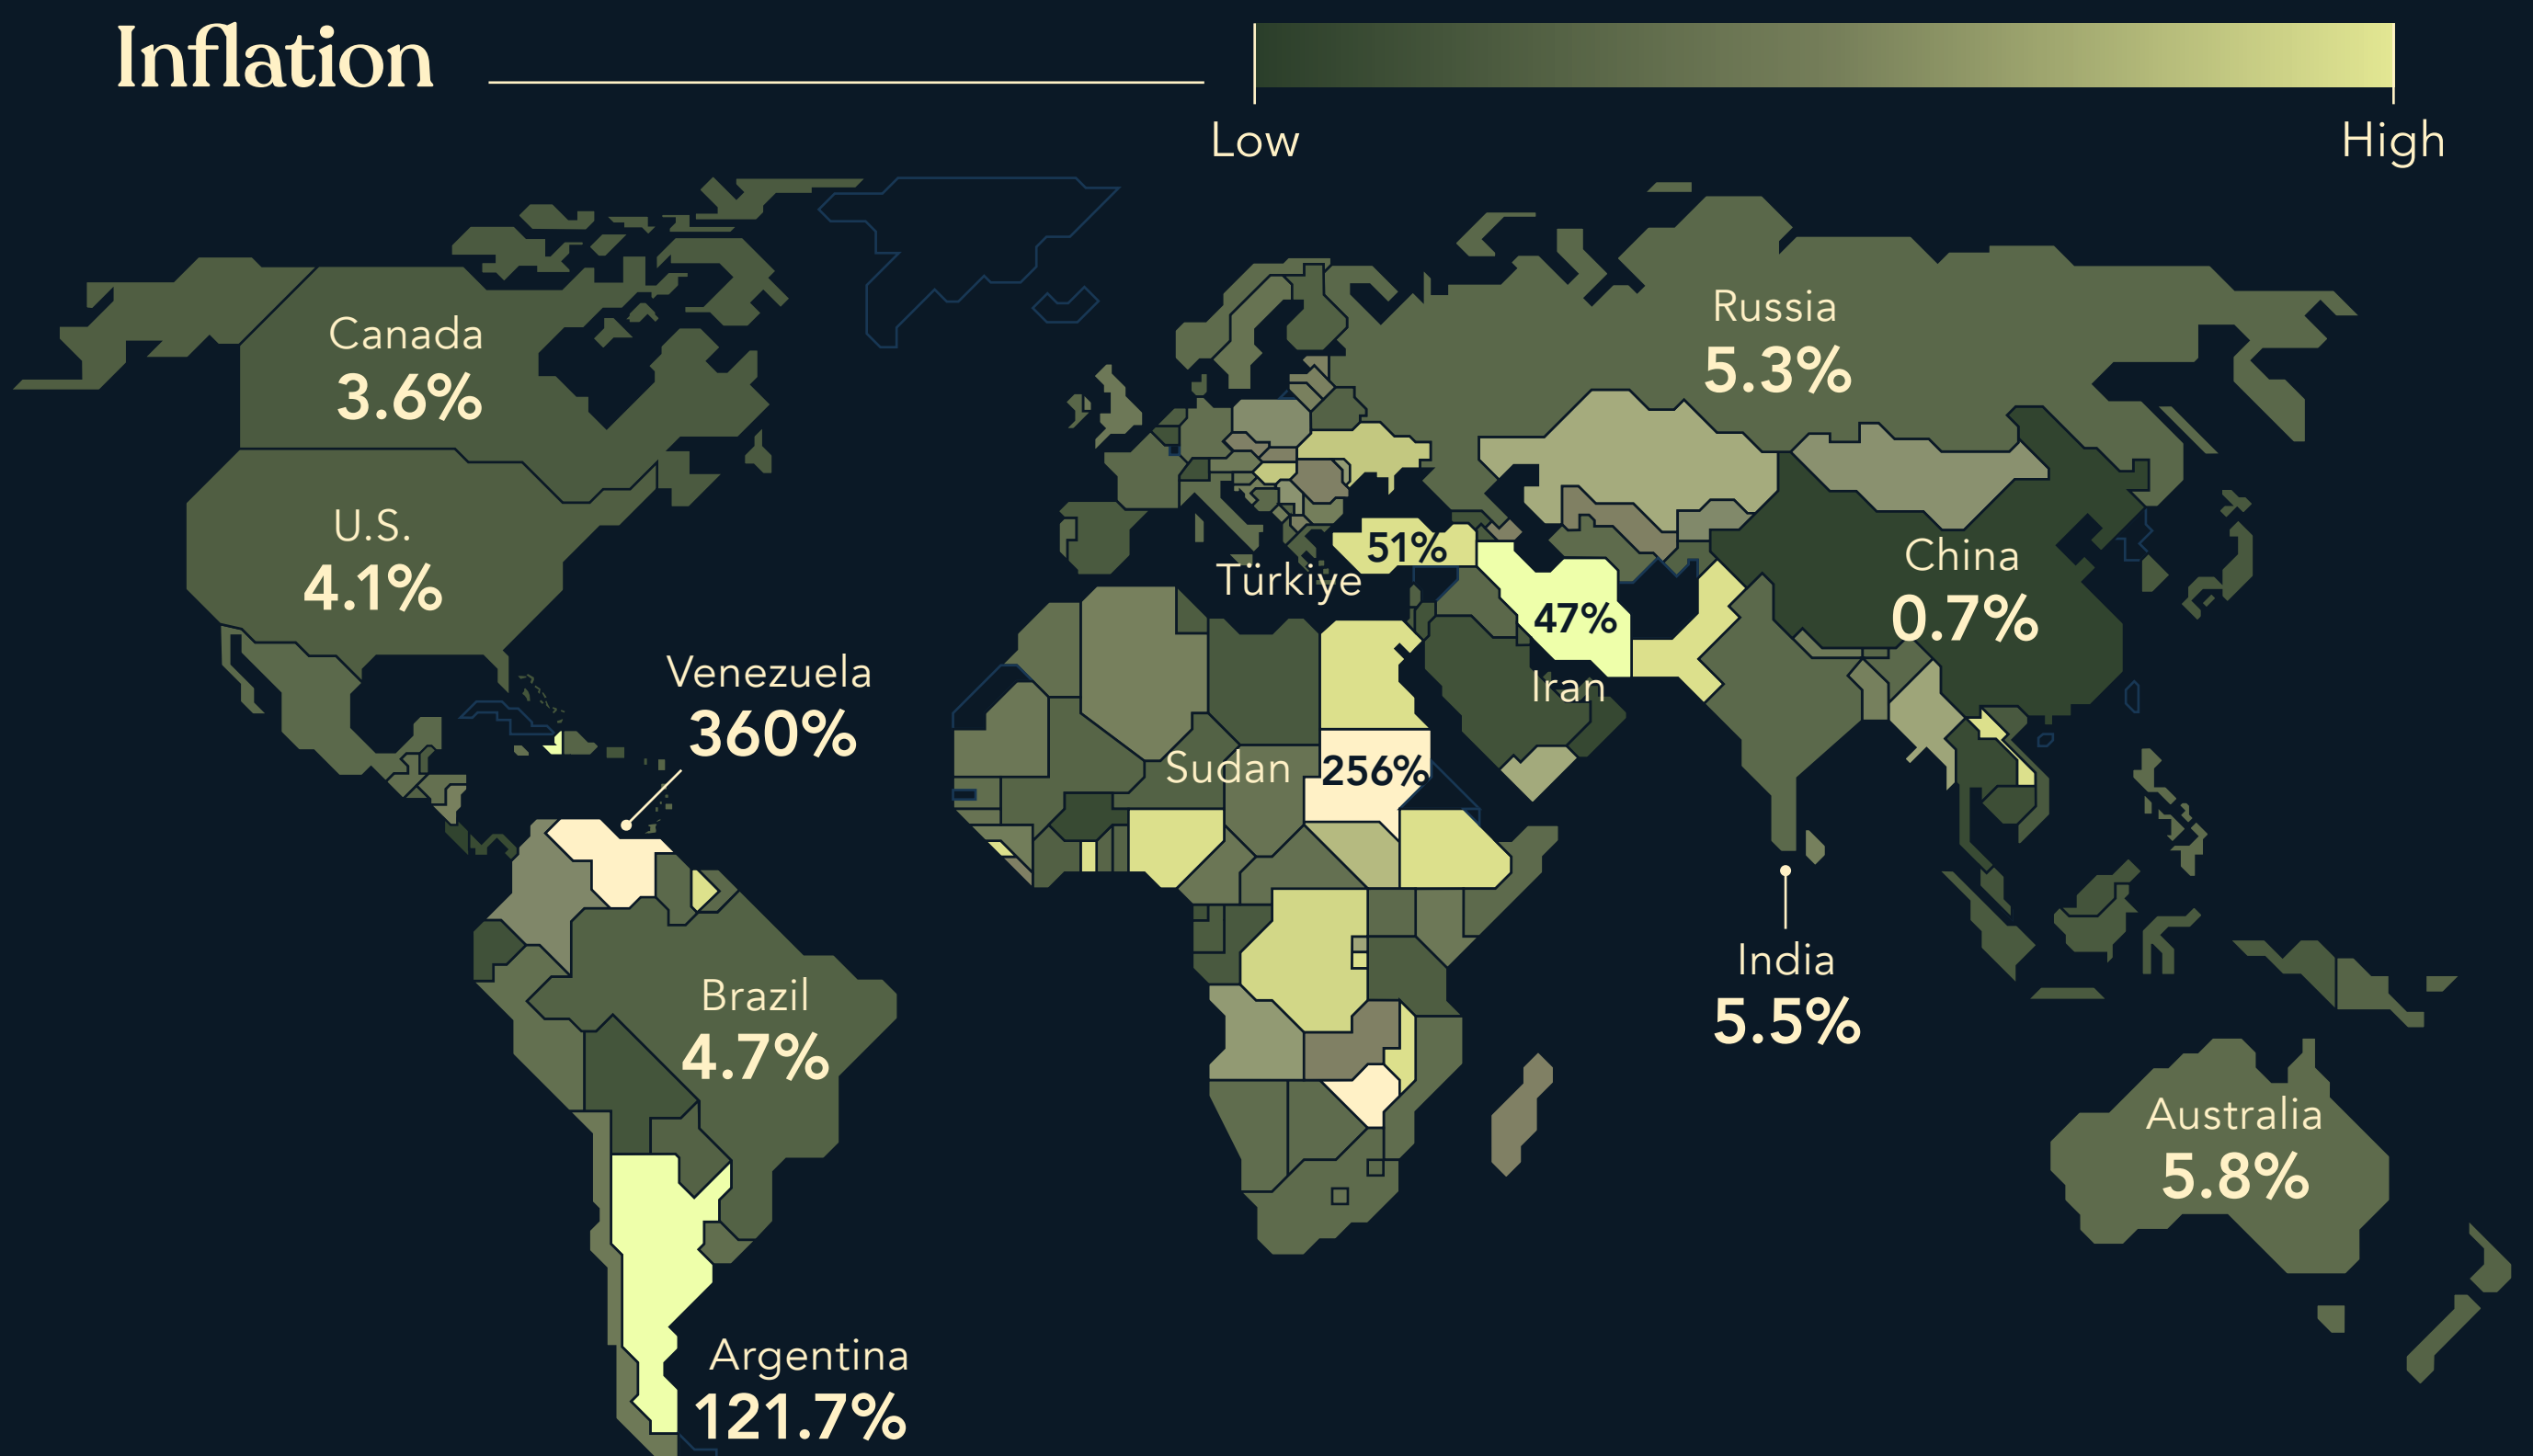 Inflation
Low
High
Canada
3.6%
Russia
5.3%
U.S.
4.1%
China
0.7%
51%
Türkiye
47%
Iran
Venezuela
360%
Sudan
256%
India
5.5%
Brazil
4.7%
Australia
5.8%
Argentina
121.7%